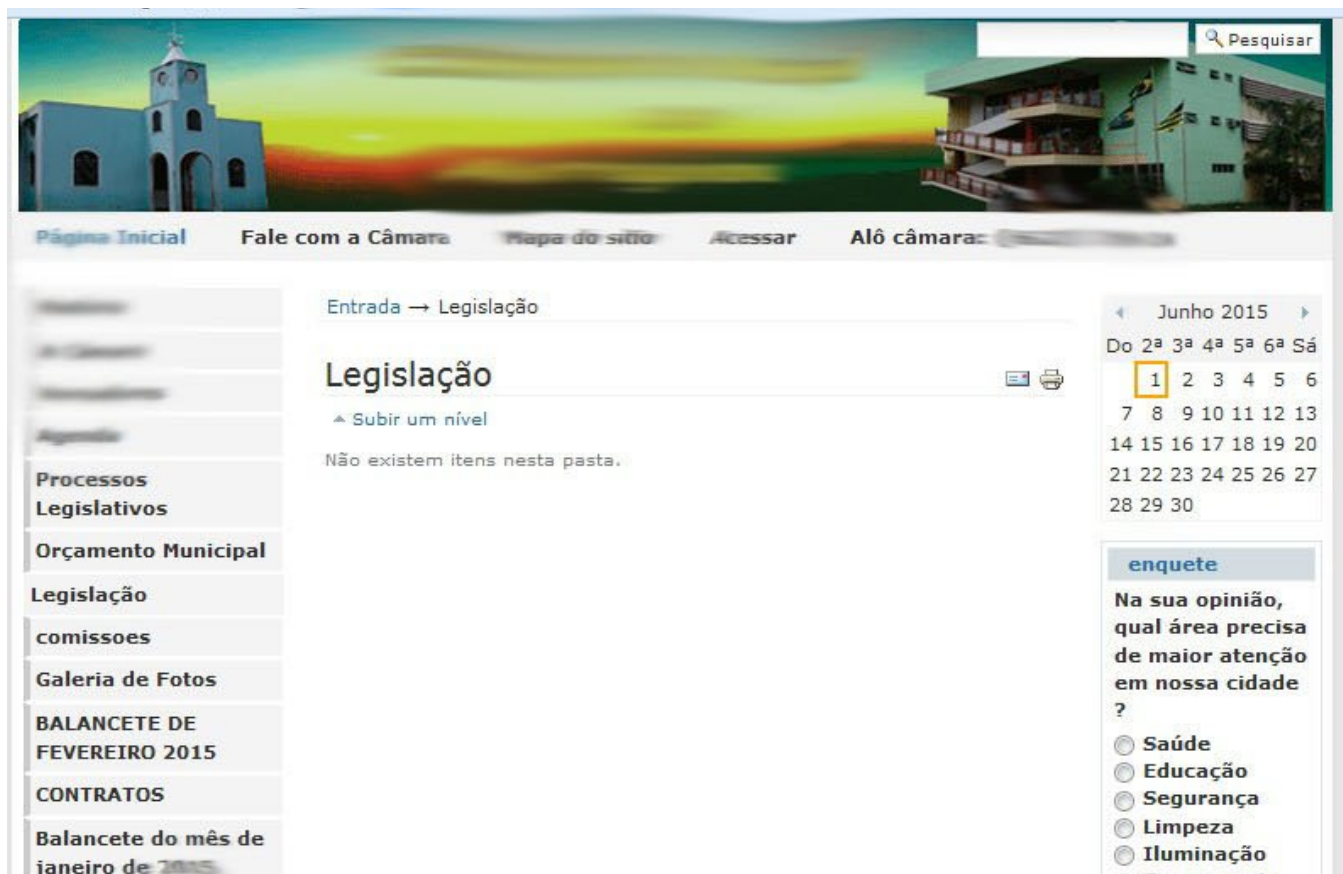 Pesquisar
Página Inicial Fale com a Câmara Mapa do sítio Acessar Alô câmara:
Agenda
Processos
Legislativos
Orçamento Municipal
Legislação
comissoes
Galeria de Fotos
BALANCETE DE
FEVEREIRO 2015
CONTRATOS
Balancete do mês de
janeiro de 2015
Entrada → Legislação
Legislação
Subir um nível
Não existem itens nesta pasta.
Junho 2015
Do 2ª 3ª 4ª 5ª 6ª Sá
1 2 3 4 5 6
7 8 9 10 11 12 13
14 15 16 17 18 19 20
21 22 23 24 25 26 27
28 29 30
enquete
Na sua opinião,
qual área precisa
de maior atenção
em nossa cidade
?
Saúde
Educação
Segurança
Limpeza
Iluminação